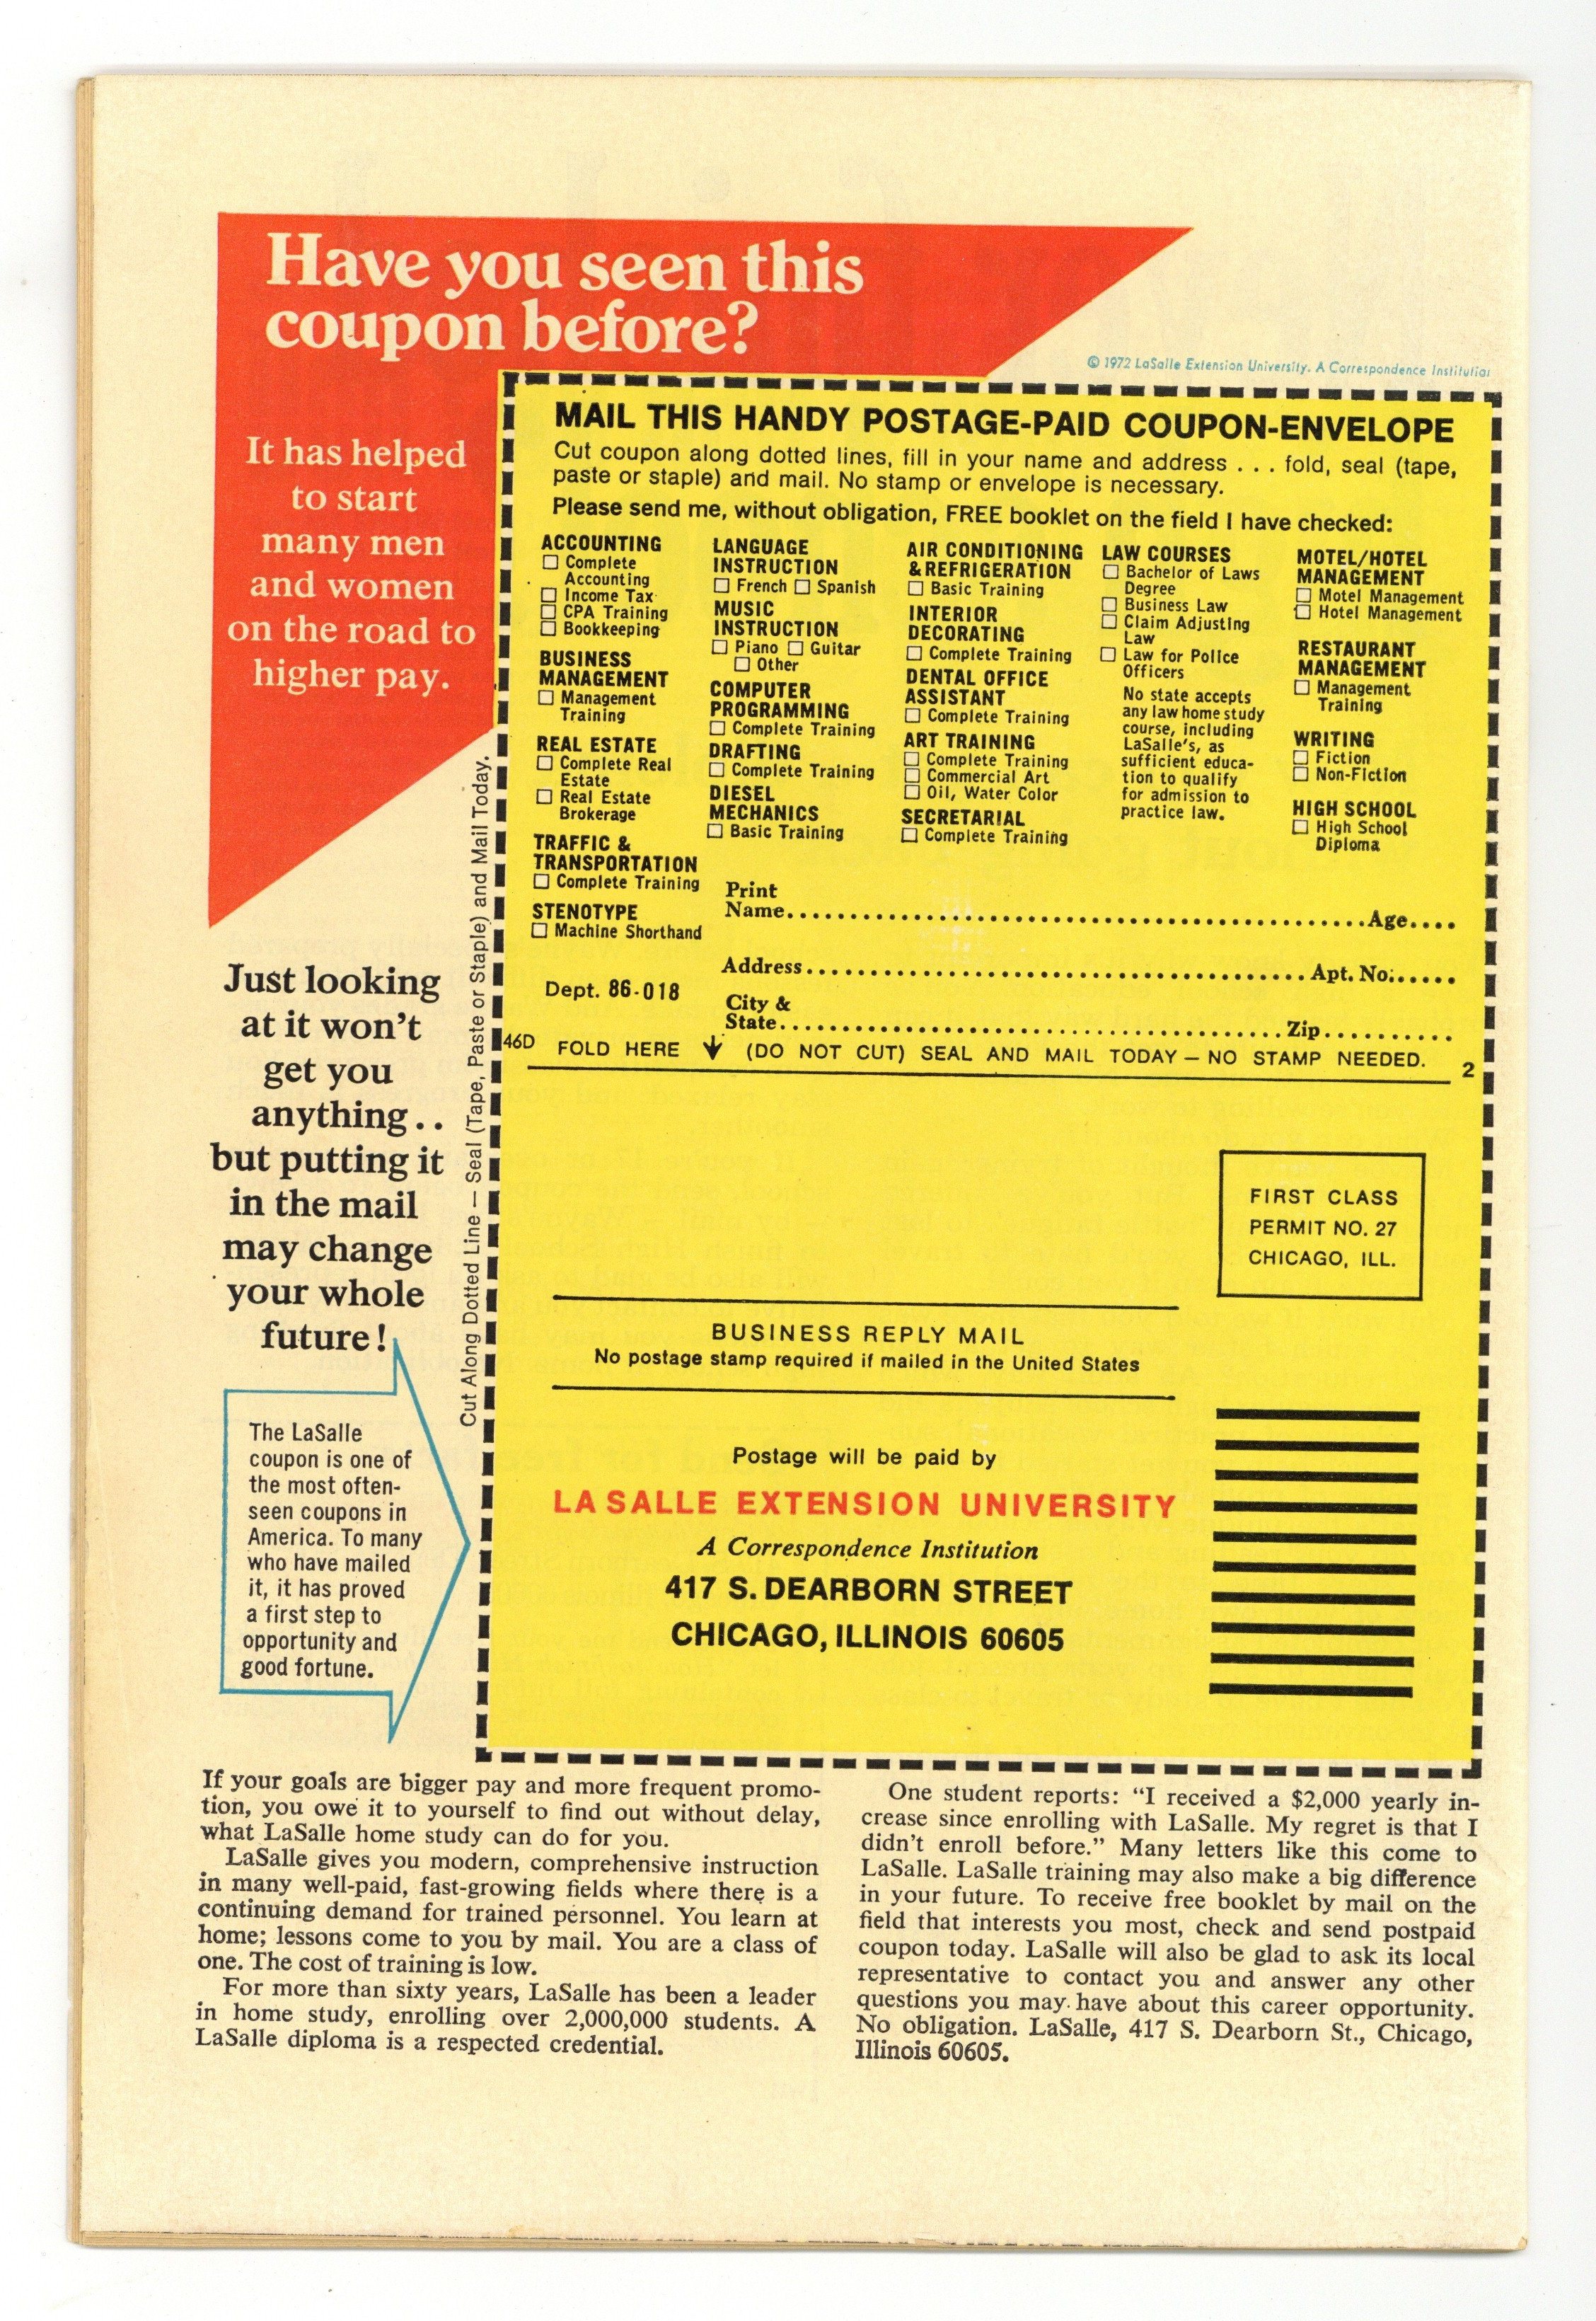 Have you seen this
coupon before?
It has helped
to start
many men
and women
on the road to
higher pay.
© 1972 LaSalle Extension University. A Correspondence Institution
MAIL THIS HANDY POSTAGE-PAID COUPON-ENVELOPE
Cut coupon along dotted lines, fill in your name and address . . . fold, seal (tape,
paste or staple) and mail. No stamp or envelope is necessary.
Please send me, without obligation, FREE booklet on the field I have checked:
ACCOUNTING
☐ Complete
Accounting
☐ Income Tax
☐ CPA Training
☐ Bookkeeping
BUSINESS
MANAGEMENT
☐ Management
Training
REAL ESTATE
☐ Complete Real
Estate
☐ Real Estate
Brokerage
TRAFFIC &
TRANSPORTATION
☐ Complete Training
STENOTYPE
☐ Machine Shorthand
LANGUAGE
INSTRUCTION
☐ French ☐ Spanish
MUSIC
INSTRUCTION
☐ Piano ☐ Guitar
☐ Other
COMPUTER
PROGRAMMING
☐ Complete Training
DRAFTING
☐ Complete Training
DIESEL
MECHANICS
☐ Basic Training
AIR CONDITIONING
& REFRIGERATION
☐ Basic Training
INTERIOR
DECORATING
☐ Complete Training
DENTAL OFFICE
ASSISTANT
☐ Complete Training
ART TRAINING
☐ Complete Training
☐ Commercial Art
☐ Oil, Water Color
SECRETARIAL
☐ Complete Training
LAW COURSES
☐ Bachelor of Laws
Degree
☐ Business Law
☐ Claim Adjusting
Law
☐ Law for Police
Officers
No state accepts
any law home study
course, including
LaSalle's, as
sufficient educa-
tion to qualify
for admission to
practice law.
MOTEL/HOTEL
MANAGEMENT
☐ Motel Management
☐ Hotel Management
RESTAURANT
MANAGEMENT
☐ Management
Training
WRITING
☐ Fiction
☐ Non-Fiction
HIGH SCHOOL
☐ High School
Diploma
Print
Name.......... Age....
Address.......... Apt. No......
Dept. 86-018
City &
State.......... Zip..........
46D FOLD HERE ↓ (DO NOT CUT) SEAL AND MAIL TODAY — NO STAMP NEEDED. 2
Cut Along Dotted Line — Seal (Tape, Paste or Staple) and Mail Today.
Just looking
at it won't
get you
anything . .
but putting it
in the mail
may change
your whole
future!
The LaSalle
coupon is one of
the most often-
seen coupons in
America. To many
who have mailed
it, it has proved
a first step to
opportunity and
good fortune.
FIRST CLASS
PERMIT NO. 27
CHICAGO, ILL.
BUSINESS REPLY MAIL
No postage stamp required if mailed in the United States
Postage will be paid by
LA SALLE EXTENSION UNIVERSITY
A Correspondence Institution
417 S. DEARBORN STREET
CHICAGO, ILLINOIS 60605
If your goals are bigger pay and more frequent promo-
tion, you owe it to yourself to find out without delay,
what LaSalle home study can do for you.
LaSalle gives you modern, comprehensive instruction
in many well-paid, fast-growing fields where there is a
continuing demand for trained personnel. You learn at
home; lessons come to you by mail. You are a class of
one. The cost of training is low.
For more than sixty years, LaSalle has been a leader
in home study, enrolling over 2,000,000 students. A
LaSalle diploma is a respected credential.
One student reports: "I received a $2,000 yearly in-
crease since enrolling with LaSalle. My regret is that I
didn't enroll before." Many letters like this come to
LaSalle. LaSalle training may also make a big difference
in your future. To receive free booklet by mail on the
field that interests you most, check and send postpaid
coupon today. LaSalle will also be glad to ask its local
representative to contact you and answer any other
questions you may have about this career opportunity.
No obligation. LaSalle, 417 S. Dearborn St., Chicago,
Illinois 60605.